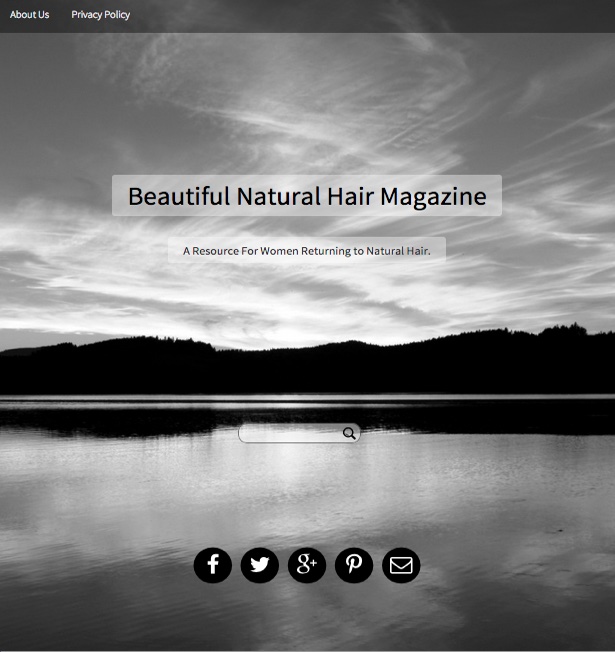 About Us Privacy Policy
Beautiful Natural Hair Magazine
A Resource For Women Returning to Natural Hair.